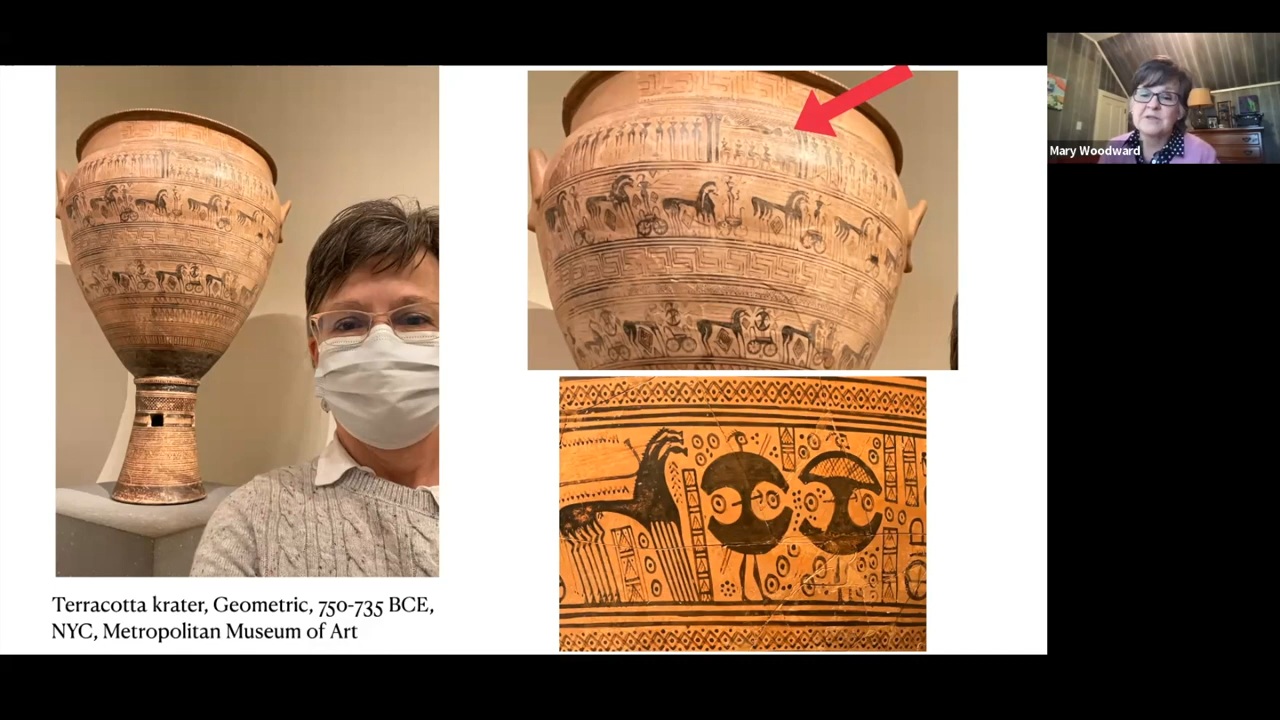 Mary Woodward
Terracotta krater, Geometric, 750-735 BCE,
NYC, Metropolitan Museum of Art